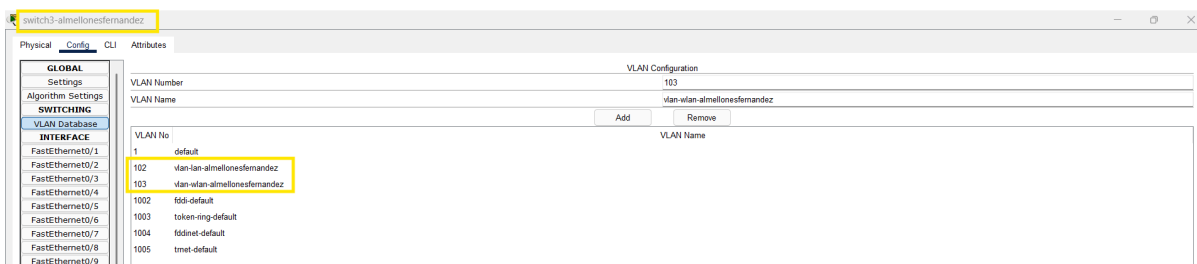 switch3-almellonesfernandez
Physical Config CLI Attributes
GLOBAL
Settings
Algorithm Settings
SWITCHING
VLAN Database
INTERFACE
FastEthernet0/1
FastEthernet0/2
FastEthernet0/3
FastEthernet0/4
FastEthernet0/5
FastEthernet0/6
FastEthernet0/7
FastEthernet0/8
FastEthernet0/9
VLAN Configuration
VLAN Number 103
VLAN Name vlan-wlan-almellonesfernandez
Add Remove
VLAN No VLAN Name
1 default
102 vlan-lan-almellonesfernandez
103 vlan-wlan-almellonesfernandez
1002 fddi-default
1003 token-ring-default
1004 fddinet-default
1005 trnet-default